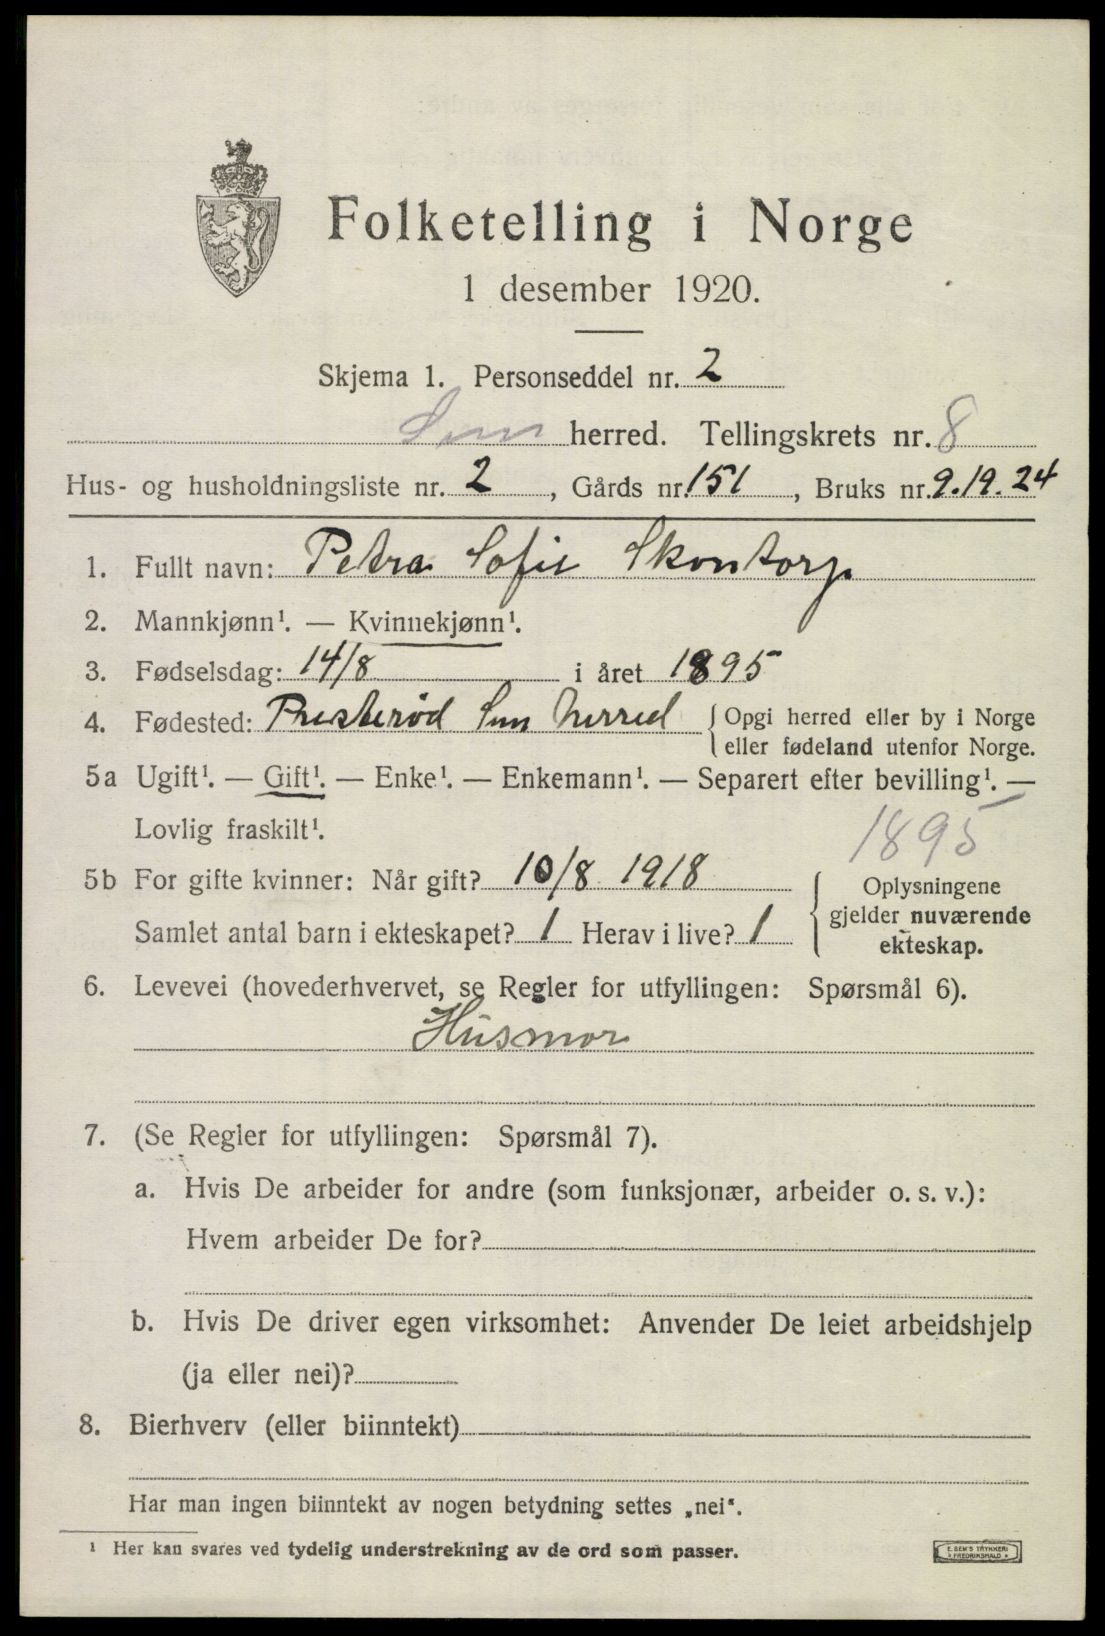 Folketelling i Norge
1 desember 1920.
Skjema 1. Personseddel nr. 2
Sem herred. Tellingskrets nr. 8
Hus- og husholdningsliste nr. 2, Gårds nr. 151, Bruks nr. 9.19.24
1. Fullt navn: Petra Sofie Skontorp
2. Mannkjønn¹. — Kvinnekjønn¹.
3. Fødselsdag: 14/8 i året 1895
4. Fødested: Presterød Sem herred { Opgi herred eller by i Norge
eller fødeland utenfor Norge.
5a Ugift¹. — Gift¹. — Enke¹. — Enkemann¹. — Separert efter bevilling¹. —
Lovlig fraskilt¹.
1895
5b For gifte kvinner: Når gift? 10/8 1918
Samlet antal barn i ekteskapet? 1 Herav i live? 1
Oplysningene
gjelder nuværende
ekteskap.
6. Levevei (hovederhvervet, se Regler for utfyllingen: Spørsmål 6).
Husmor
7. (Se Regler for utfyllingen: Spørsmål 7).
a. Hvis De arbeider for andre (som funksjonær, arbeider o. s. v.):
Hvem arbeider De for?
b. Hvis De driver egen virksomhet: Anvender De leiet arbeidshjelp
(ja eller nei)?
8. Bierhverv (eller biinntekt)
Har man ingen biinntekt av nogen betydning settes „nei“.
¹ Her kan svares ved tydelig understrekning av de ord som passer.
E. SEM'S TRYKKERI
FREDRIKSHALD